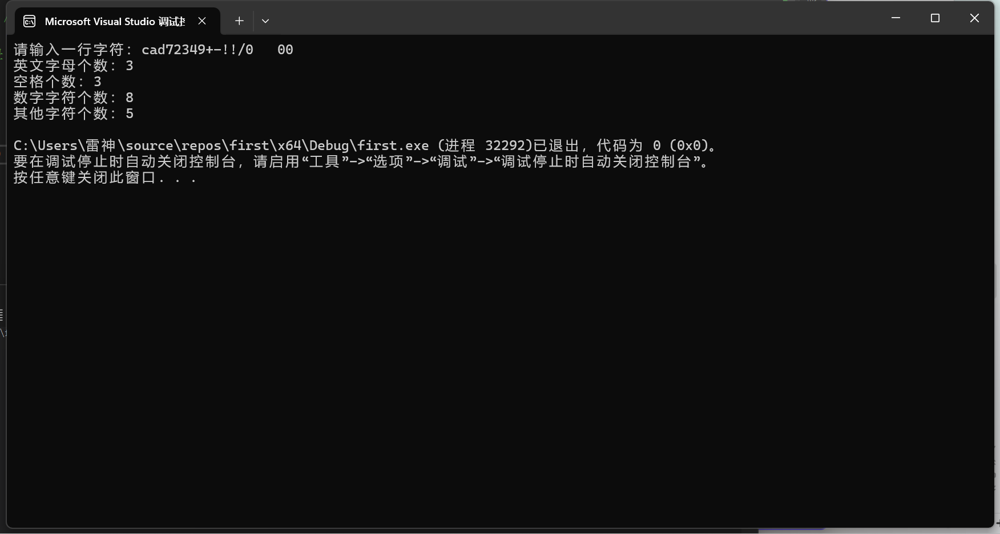 Microsoft Visual Studio 调试
请输入一行字符：cad72349+-!!/0   00
英文字母个数：3
空格个数：3
数字字符个数：8
其他字符个数：5
C:\Users\雷神\source\repos\first\x64\Debug\first.exe (进程 32292)已退出，代码为 0 (0x0)。
要在调试停止时自动关闭控制台，请启用“工具”->“选项”->“调试”->“调试停止时自动关闭控制台”。
按任意键关闭此窗口. . .